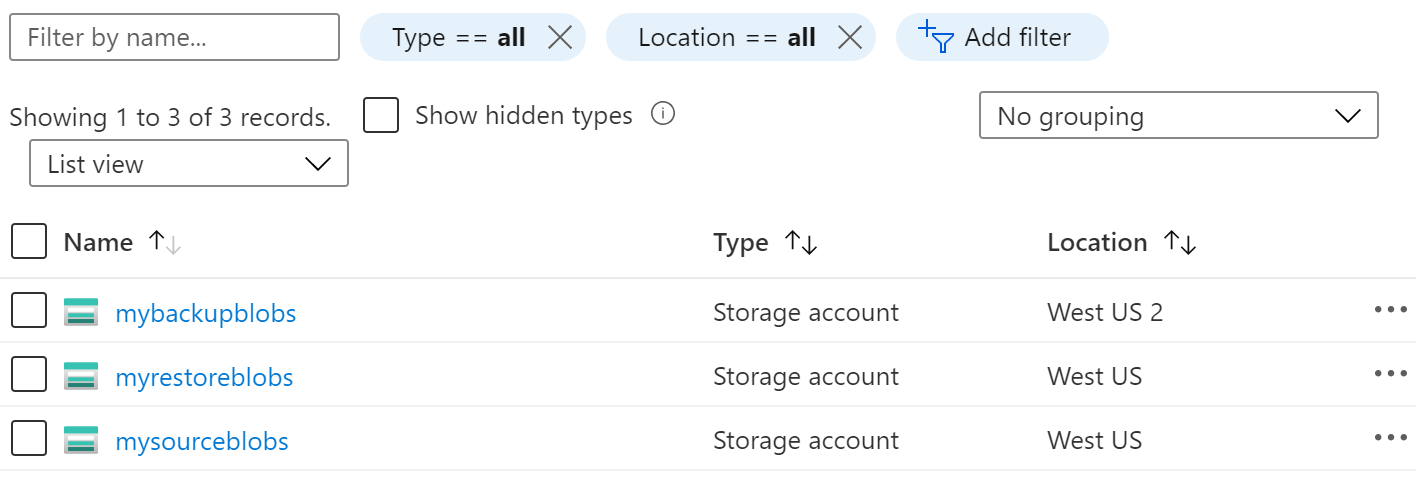 Filter by name...
Type == all
Location == all
Add filter
Showing 1 to 3 of 3 records.
Show hidden types
No grouping
List view
Name
Type
Location
mybackupblobs
Storage account
West US 2
myrestoreblobs
Storage account
West US
mysourceblobs
Storage account
West US